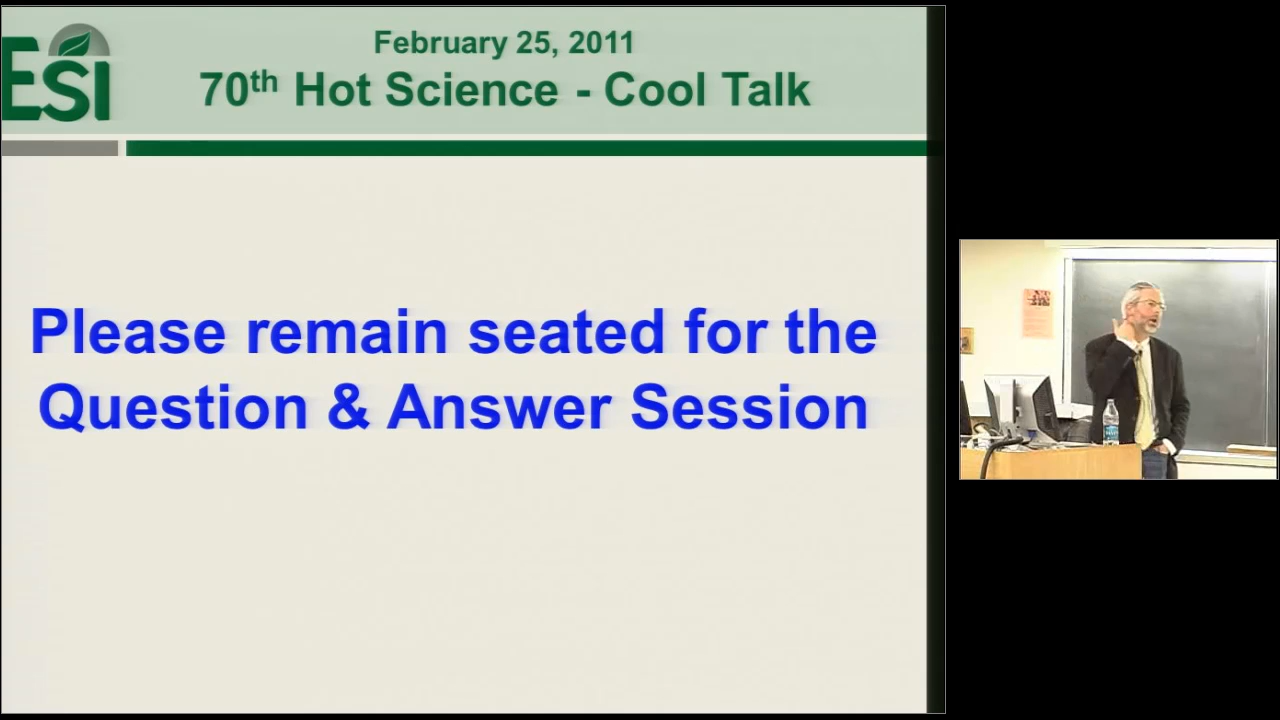 ESI
February 25, 2011
70th Hot Science - Cool Talk
Please remain seated for the
Question & Answer Session